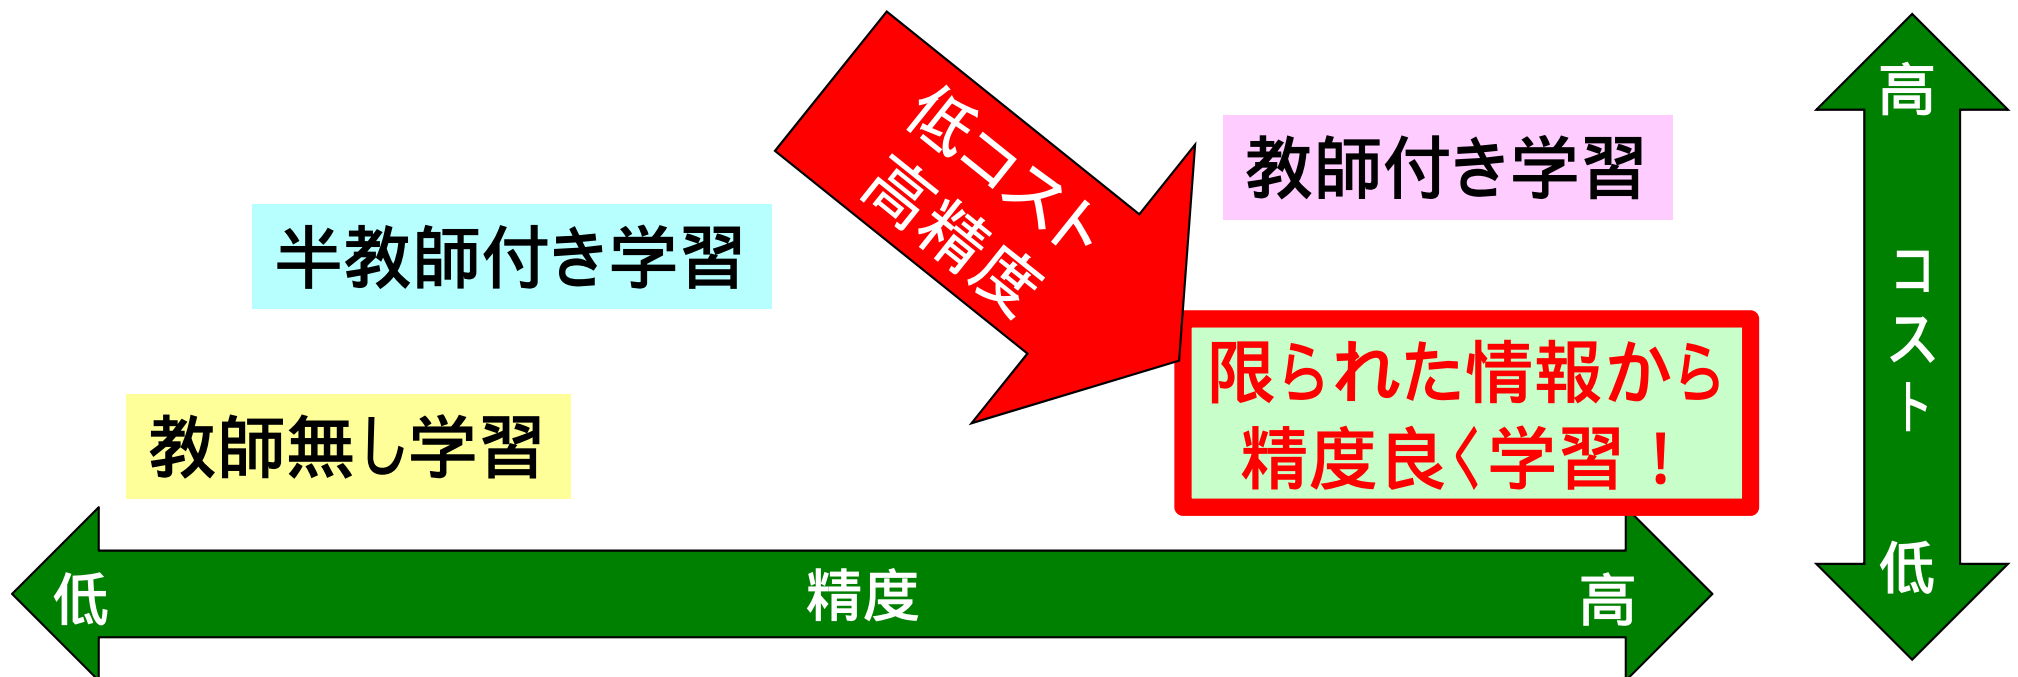 低コスト
高精度
教師付き学習
半教師付き学習
限られた情報から
精度良く学習！
教師無し学習
高
コスト
低
低
精度
高